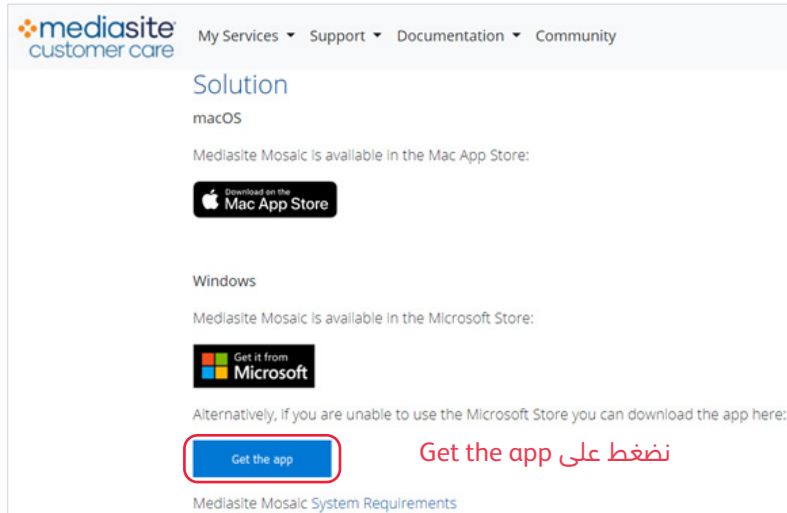 mediasite
customer care
My Services Support Documentation Community
Solution
macOS
Mediasite Mosaic is available in the Mac App Store:
Download on the
Mac App Store
Windows
Mediasite Mosaic is available in the Microsoft Store:
Get it from
Microsoft
Alternatively, if you are unable to use the Microsoft Store you can download the app here:
Get the app
نضغط على Get the app
Mediasite Mosaic System Requirements